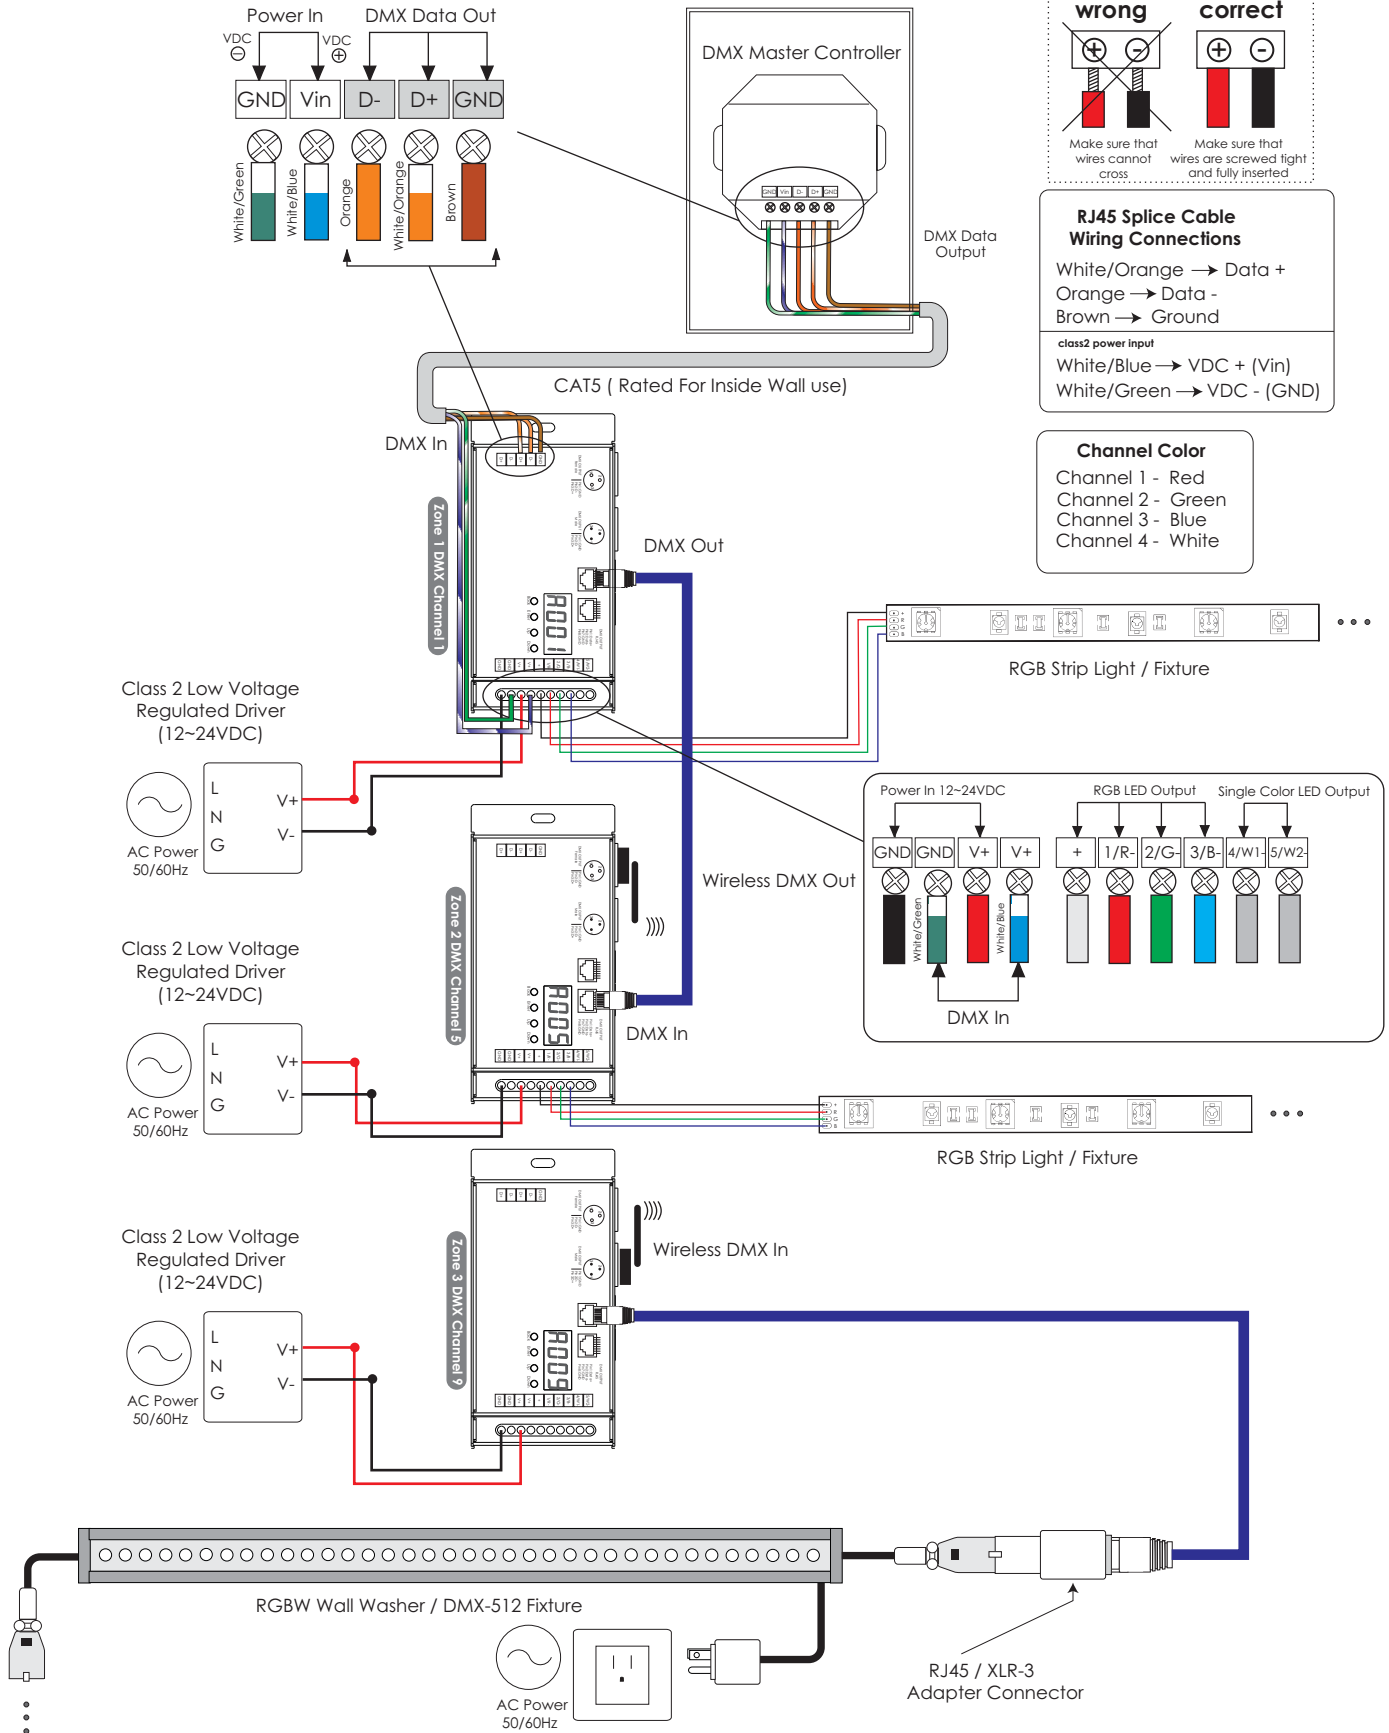 Power In
DMX Data Out
VDC
VDC
GND Vin D- D+ GND
White/Green
White/Blue
Orange
White/Orange
Brown
DMX Master Controller
GND Vin D- D+ GND
DMX Data
Output
wrong
correct
Make sure that
wires cannot
cross
Make sure that
wires are screwed tight
and fully inserted
RJ45 Splice Cable
Wiring Connections
White/Orange → Data +
Orange → Data -
Brown → Ground
class2 power input
White/Blue → VDC + (Vin)
White/Green → VDC - (GND)
CAT5 ( Rated For Inside Wall use)
DMX In
Channel Color
Channel 1 - Red
Channel 2 - Green
Channel 3 - Blue
Channel 4 - White
Zone 1 DMX Channel 1
A001
DMX Out
+
R
G
B
RGB Strip Light / Fixture
Class 2 Low Voltage
Regulated Driver
(12~24VDC)
L
N
G
V+
V-
AC Power
50/60Hz
Power In 12~24VDC
RGB LED Output
Single Color LED Output
GND GND V+ V+ + 1/R- 2/G- 3/B- 4/W1- 5/W2-
White/Green
White/Blue
DMX In
Wireless DMX Out
Zone 2 DMX Channel 5
A005
DMX In
Class 2 Low Voltage
Regulated Driver
(12~24VDC)
L
N
G
V+
V-
AC Power
50/60Hz
+
R
G
B
RGB Strip Light / Fixture
Zone 3 DMX Channel 9
A009
Wireless DMX In
Class 2 Low Voltage
Regulated Driver
(12~24VDC)
L
N
G
V+
V-
AC Power
50/60Hz
RGBW Wall Washer / DMX-512 Fixture
AC Power
50/60Hz
RJ45 / XLR-3
Adapter Connector